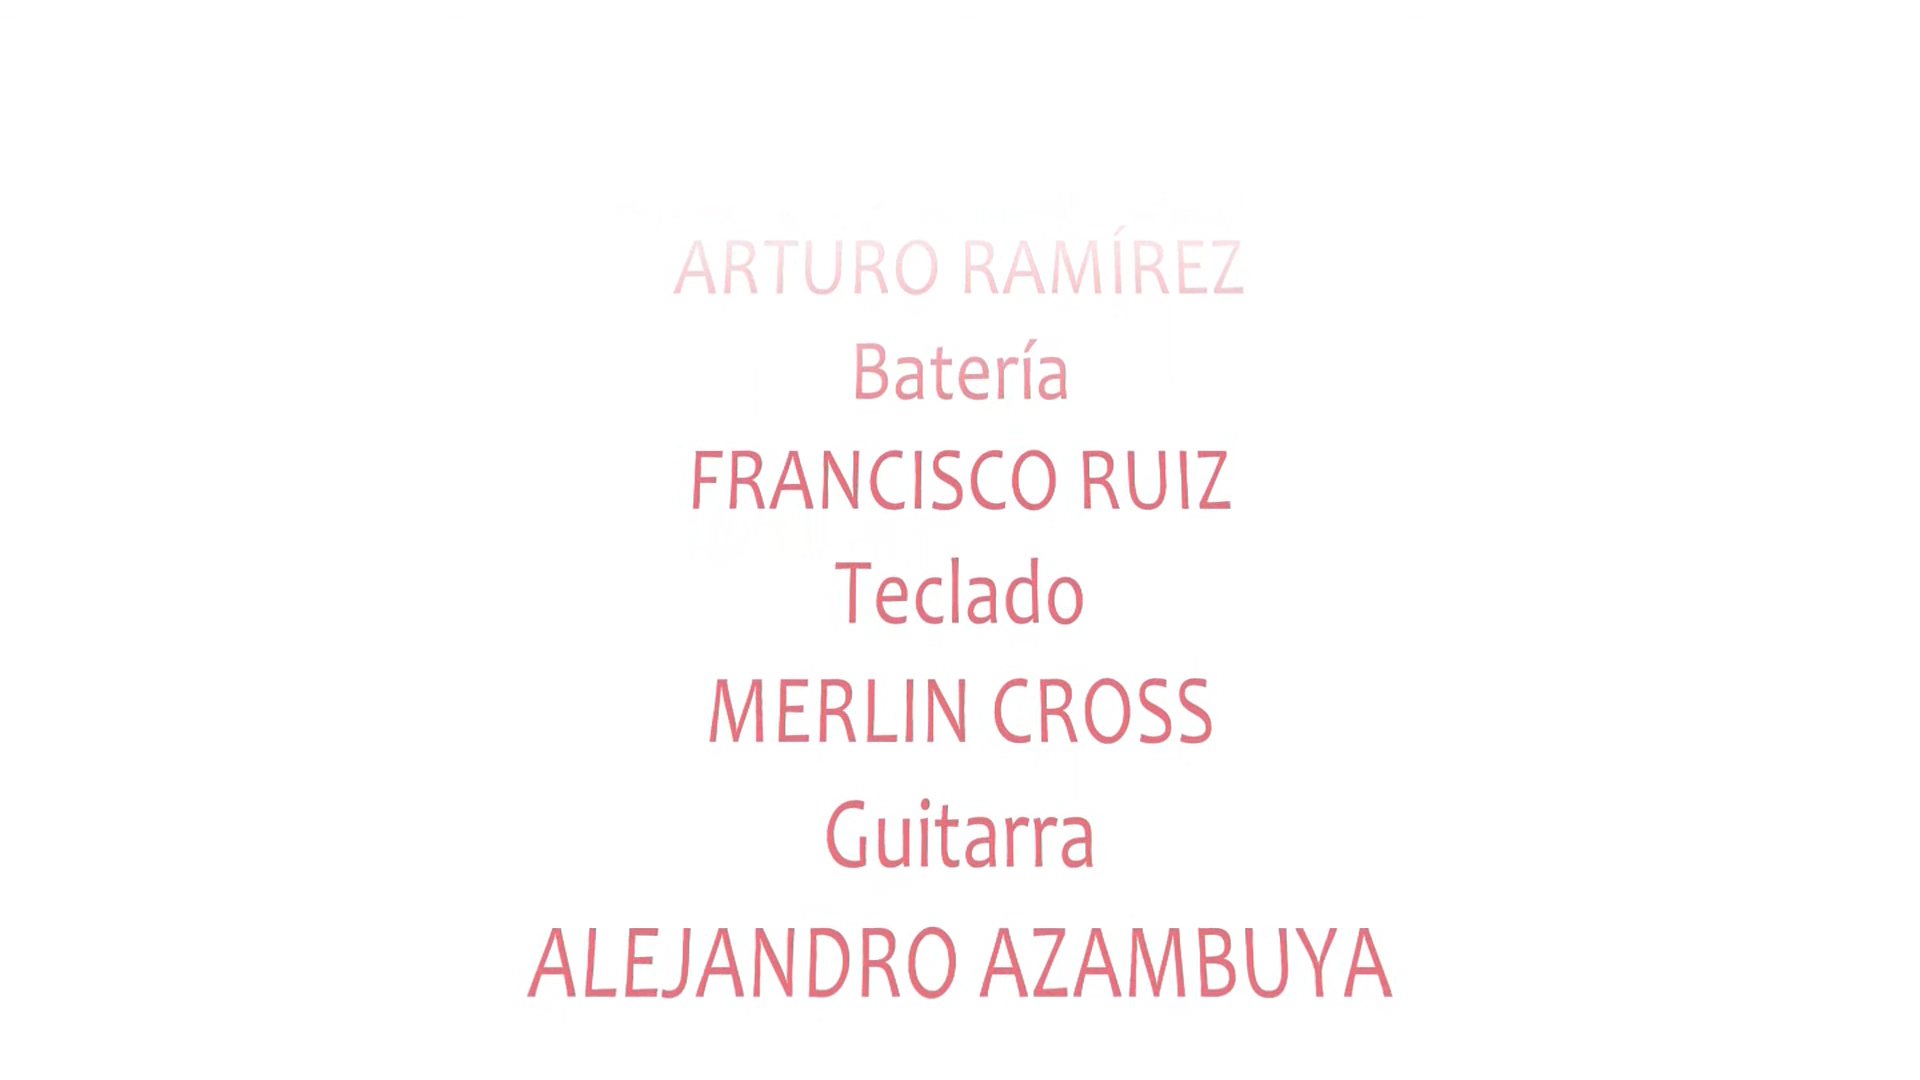 ARTURO RAMÍREZ
Batería
FRANCISCO RUIZ
Teclado
MERLIN CROSS
Guitarra
ALEJANDRO AZAMBUYA